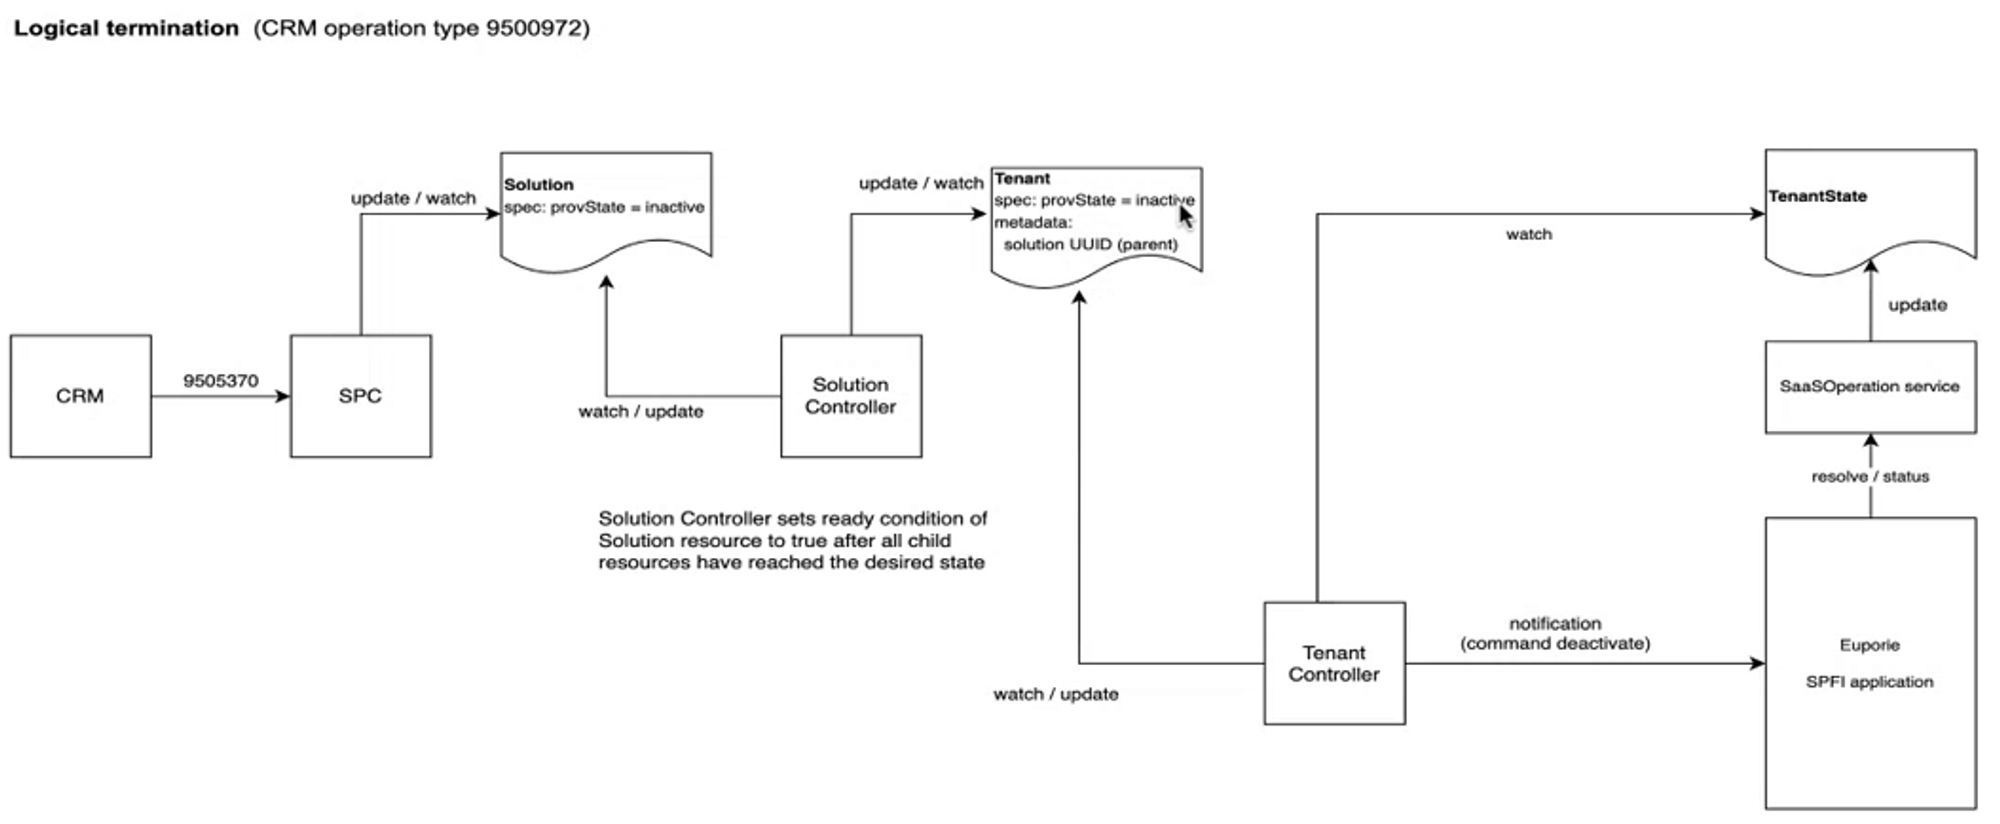 Logical termination (CRM operation type 9500972)
update / watch
Solution
spec: provState = inactive
update / watch
Tenant
spec: provState = inactive
metadata:
solution UUID (parent)
watch
TenantState
update
CRM
9505370
SPC
watch / update
Solution
Controller
SaaSOperation service
resolve / status
Solution Controller sets ready condition of
Solution resource to true after all child
resources have reached the desired state
watch / update
Tenant
Controller
notification
(command deactivate)
Euporie
SPFI application